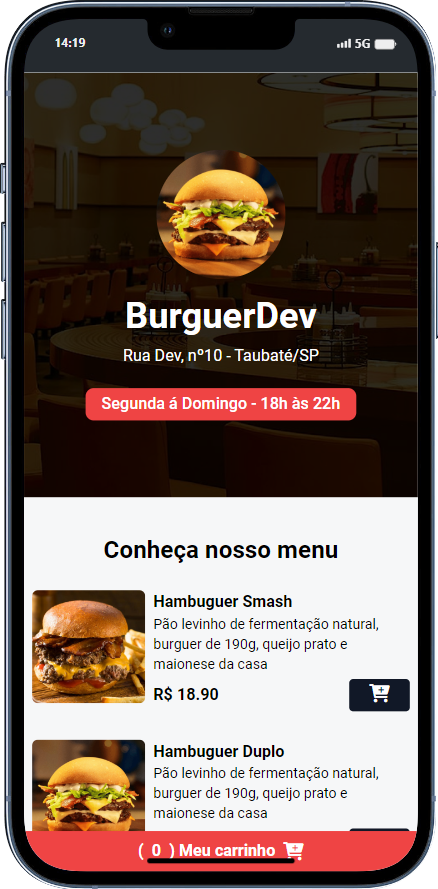 14:19 5G
BurguerDev
Rua Dev, nº10 - Taubaté/SP
Segunda á Domingo - 18h às 22h
Conheça nosso menu
Hambuguer Smash
Pão levinho de fermentação natural,
burguer de 190g, queijo prato e
maionese da casa
R$ 18.90
Hambuguer Duplo
Pão levinho de fermentação natural,
burguer de 190g, queijo prato e
maionese da casa
( 0 ) Meu carrinho